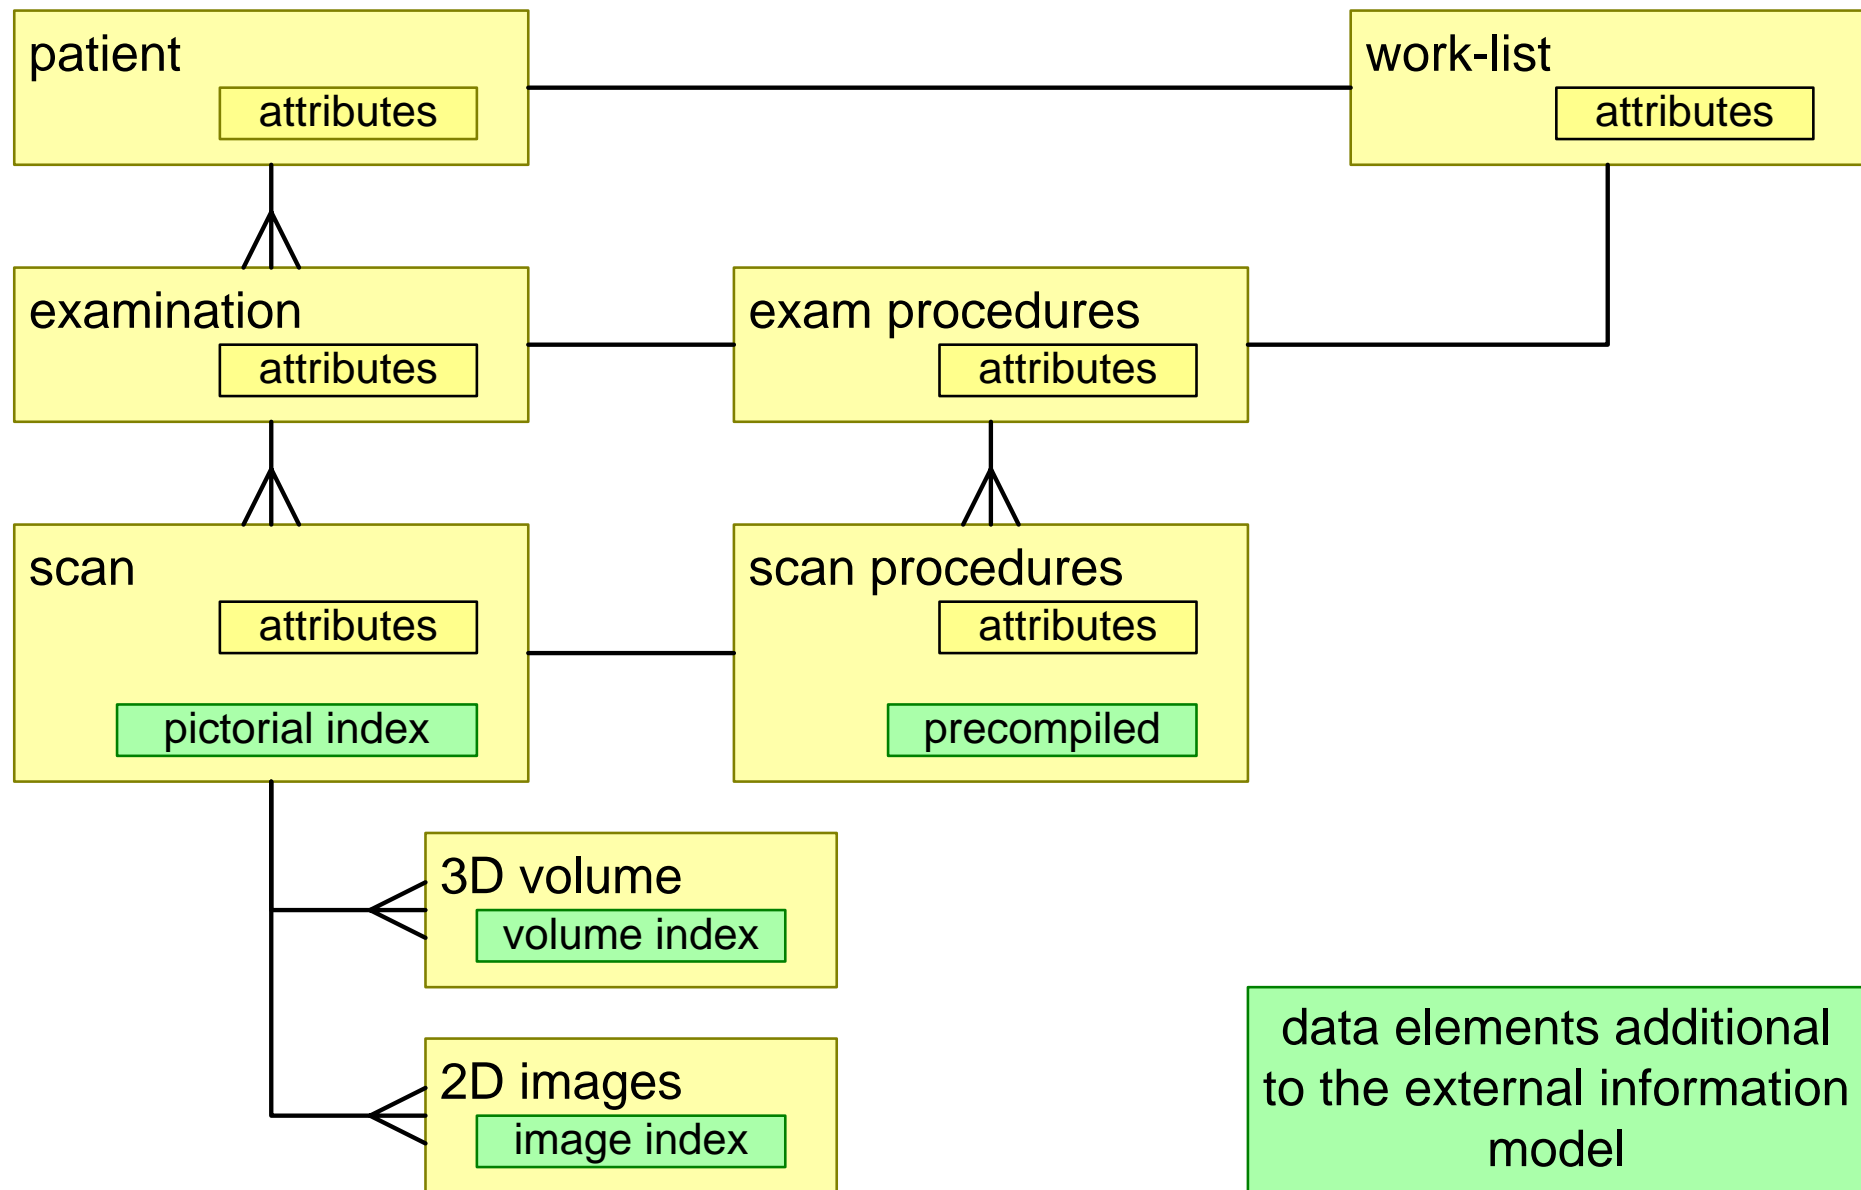 patient
attributes
work-list
attributes
examination
attributes
exam procedures
attributes
scan
attributes
pictorial index
scan procedures
attributes
precompiled
3D volume
volume index
2D images
image index
data elements additional
to the external information
model